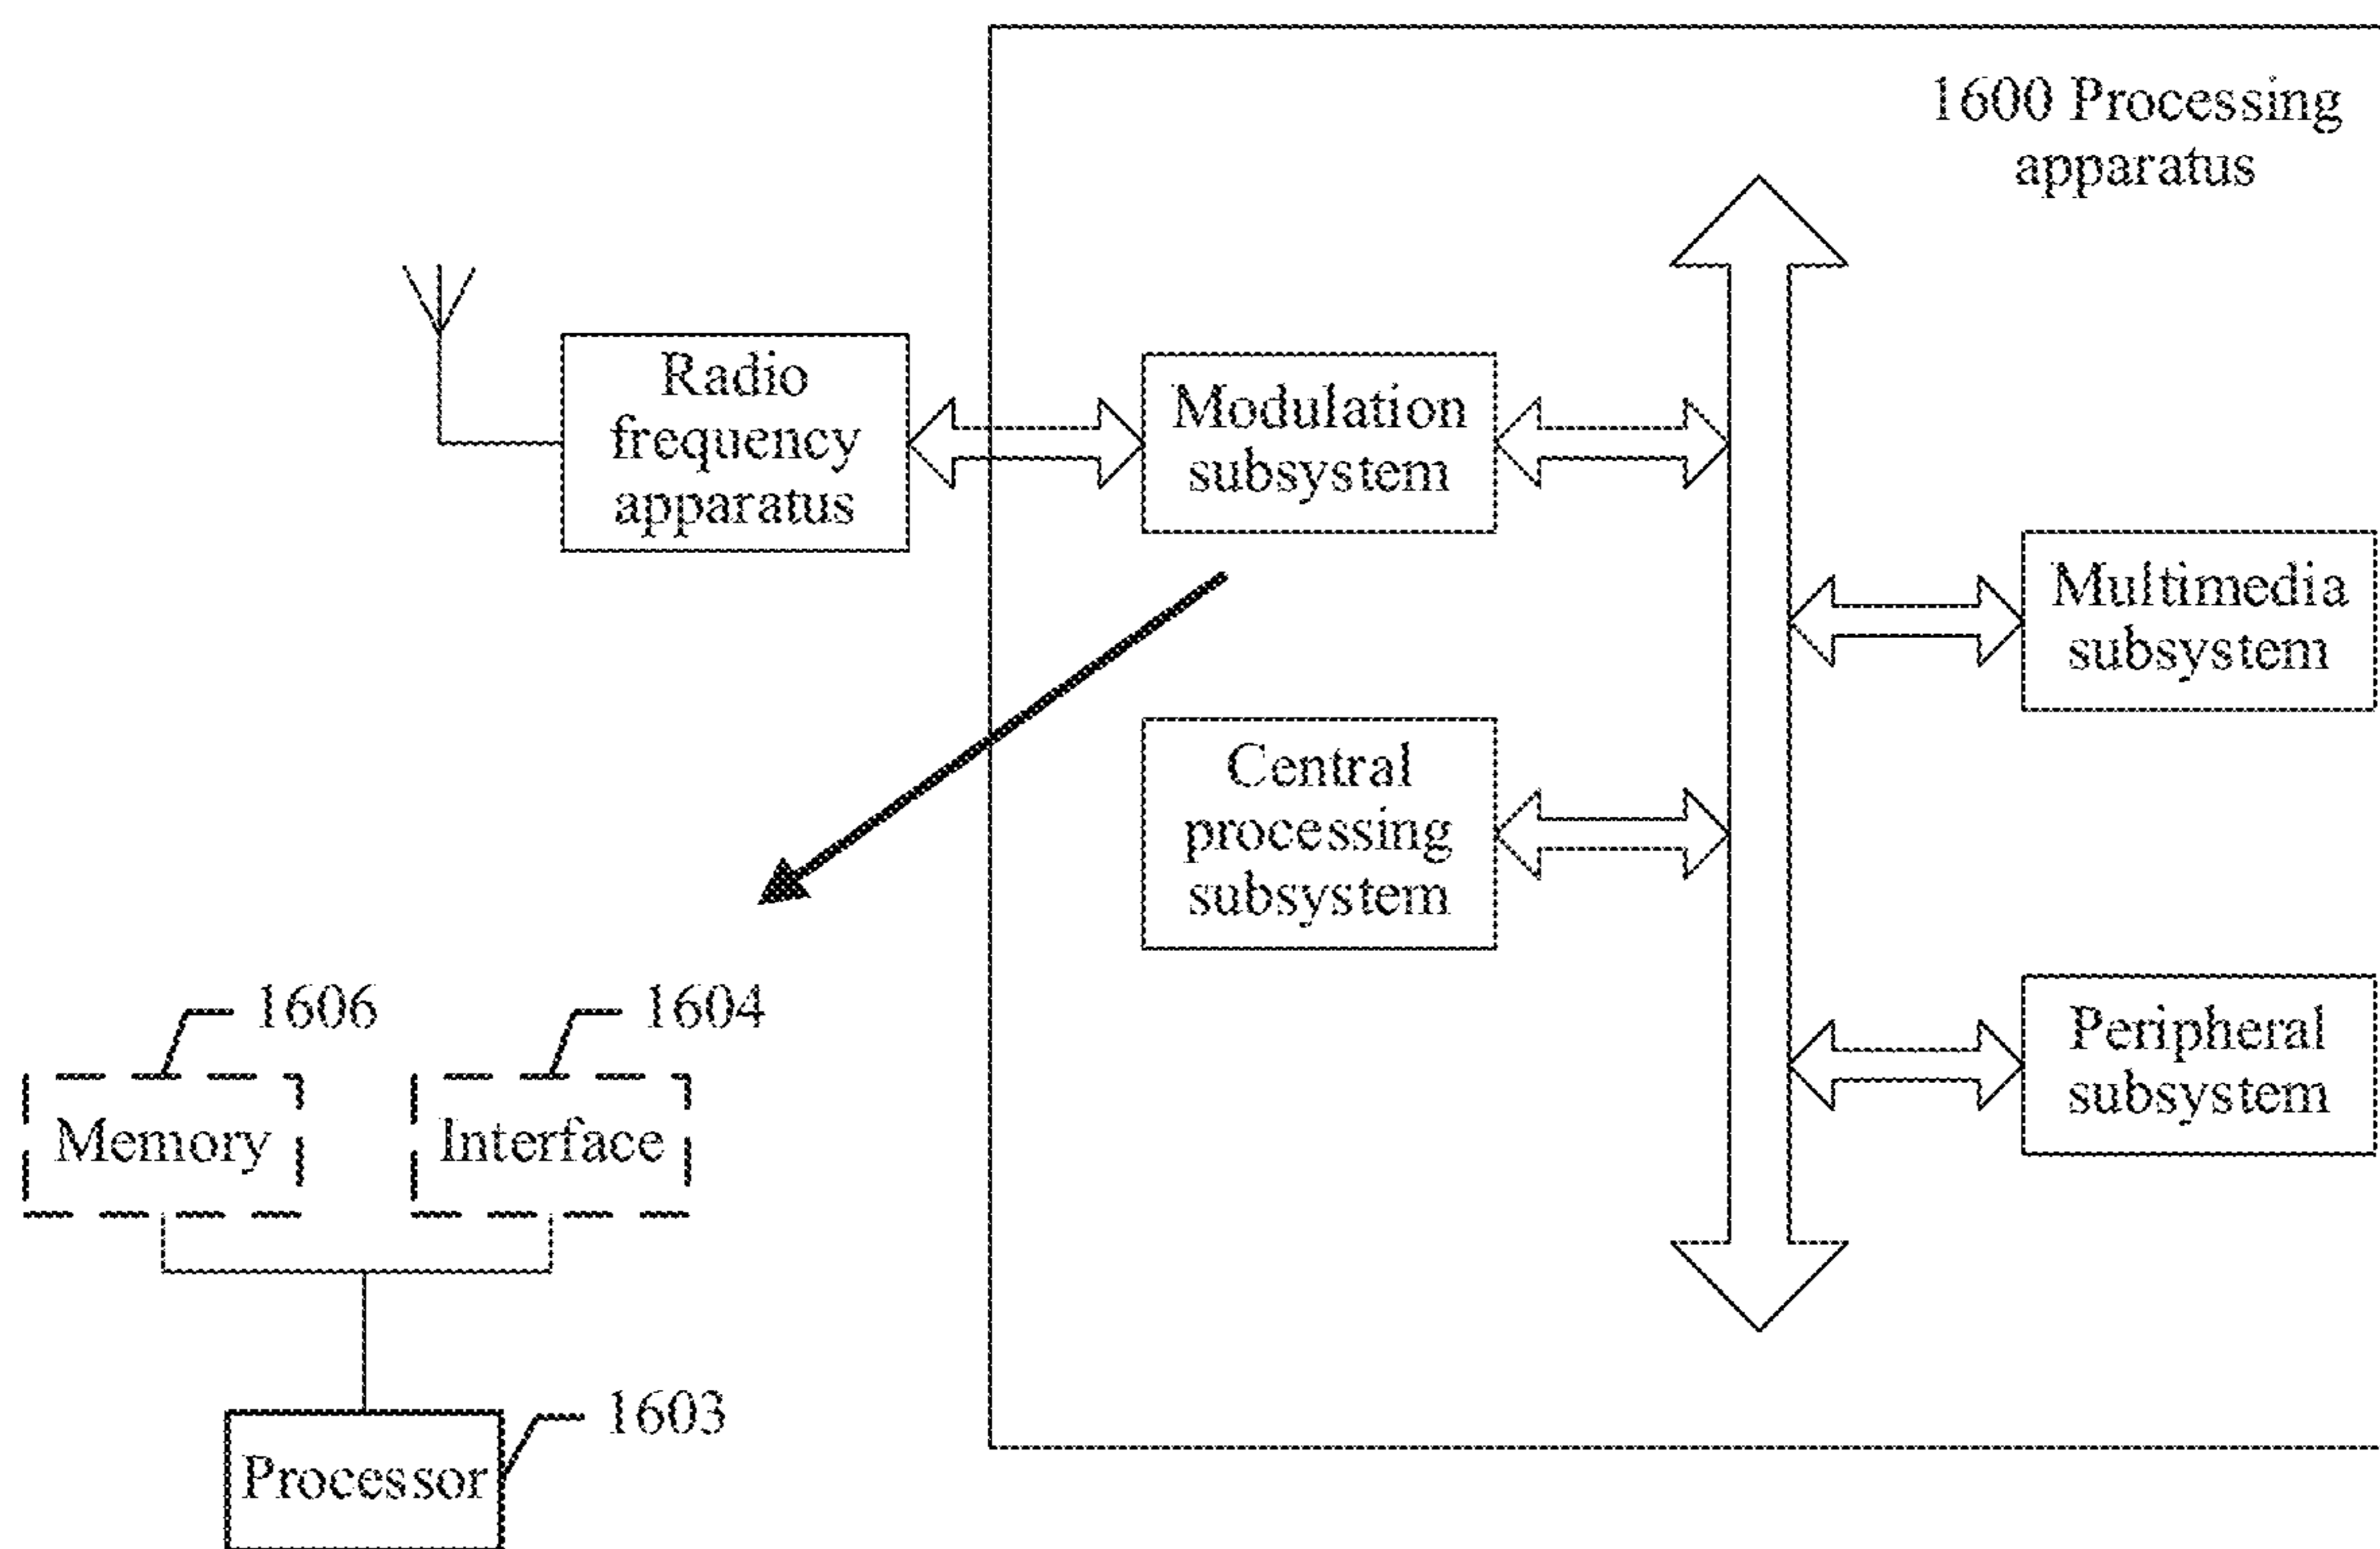 1600 Processing
apparatus
Radio
frequency
apparatus
Modulation
subsystem
Multimedia
subsystem
Central
processing
subsystem
1606
1604
Memory
Interface
Peripheral
subsystem
1603
Processor